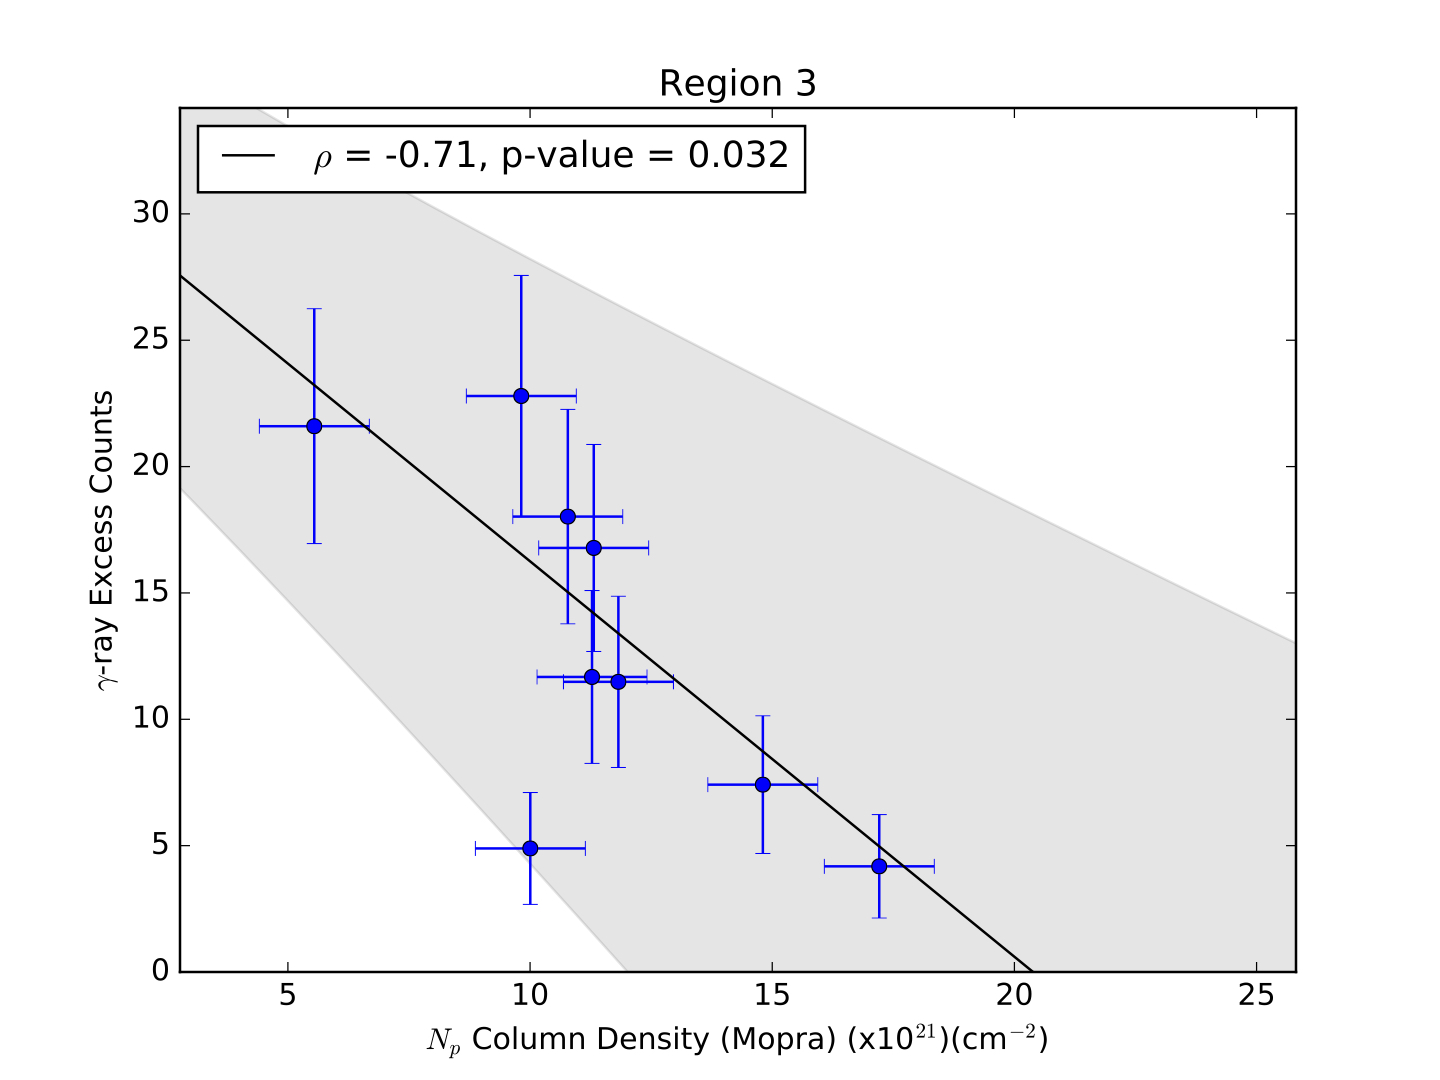 Region 3
ρ = -0.71, p-value = 0.032
γ-ray Excess Counts
30
25
20
15
10
5
0
5 10 15 20 25
N_p Column Density (Mopra) (x10^21)(cm^−2)